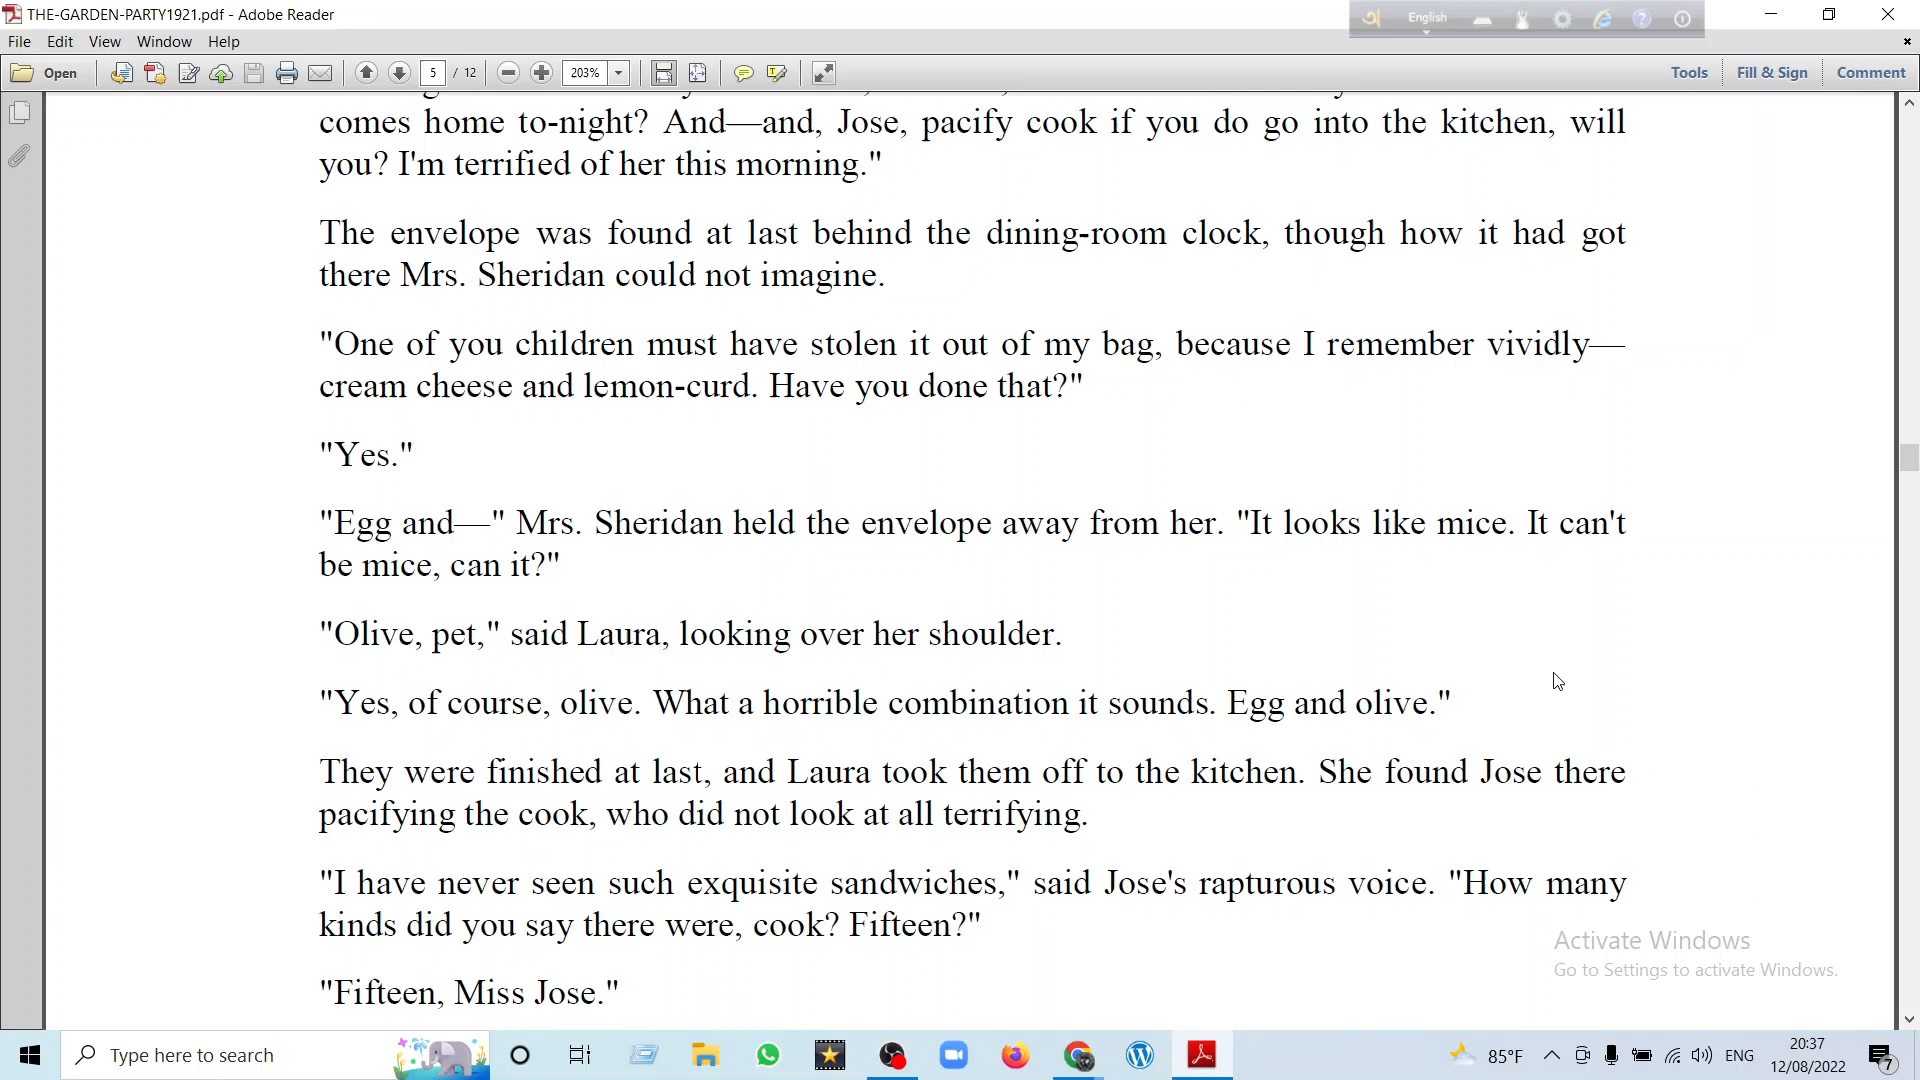 THE-GARDEN-PARTY1921.pdf - Adobe Reader
English
File Edit View Window Help
Open 5 / 12 203% Tools Fill & Sign Comment
comes home to-night? And—and, Jose, pacify cook if you do go into the kitchen, will
you? I'm terrified of her this morning."
The envelope was found at last behind the dining-room clock, though how it had got
there Mrs. Sheridan could not imagine.
"One of you children must have stolen it out of my bag, because I remember vividly—
cream cheese and lemon-curd. Have you done that?"
"Yes."
"Egg and—" Mrs. Sheridan held the envelope away from her. "It looks like mice. It can't
be mice, can it?"
"Olive, pet," said Laura, looking over her shoulder.
"Yes, of course, olive. What a horrible combination it sounds. Egg and olive."
They were finished at last, and Laura took them off to the kitchen. She found Jose there
pacifying the cook, who did not look at all terrifying.
"I have never seen such exquisite sandwiches," said Jose's rapturous voice. "How many
kinds did you say there were, cook? Fifteen?"
"Fifteen, Miss Jose."
Activate Windows
Go to Settings to activate Windows.
Type here to search
85°F ENG
20:37
12/08/2022
7